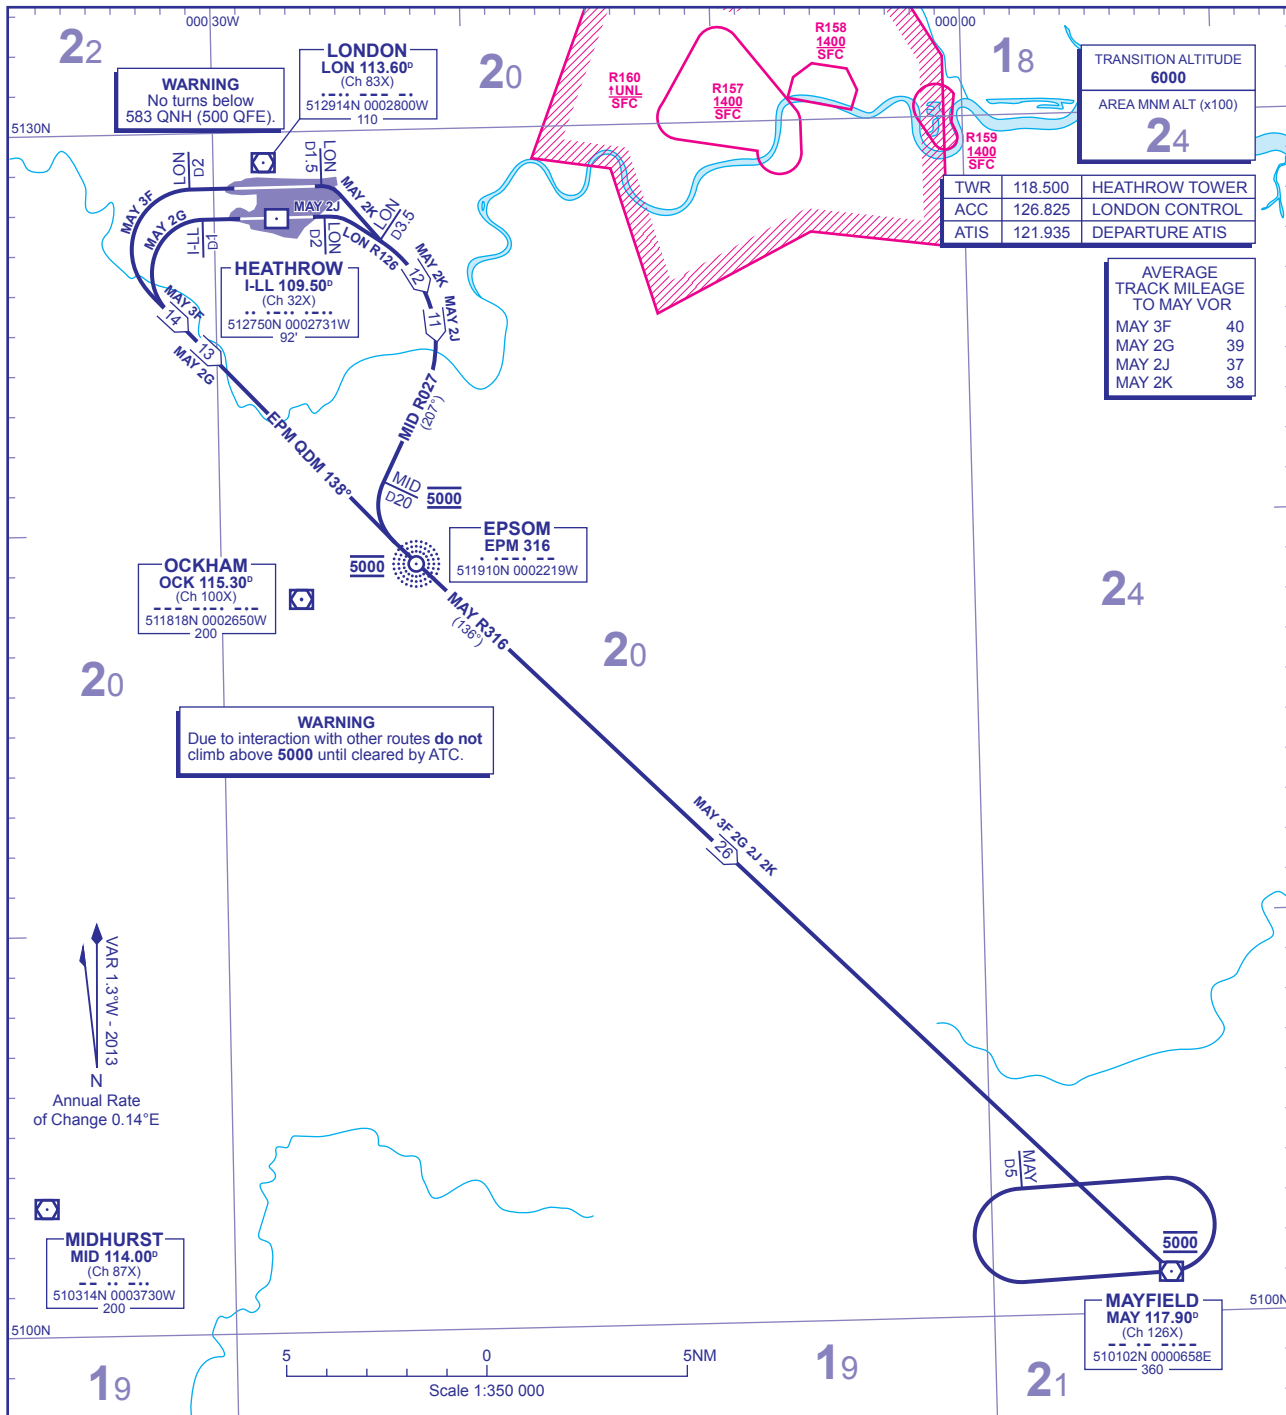 22
000 30W
LONDON
LON 113.60ᴰ
(Ch 83X)
512914N 0002800W
110
20
R160
↑UNL
SFC
R157
1400
SFC
R158
1400
SFC
000 00
18
TRANSITION ALTITUDE
6000
AREA MNM ALT (x100)
24
WARNING
No turns below
583 QNH (500 QFE).
5130N
R159
1400
SFC
TWR 118.500 HEATHROW TOWER
ACC 126.825 LONDON CONTROL
ATIS 121.935 DEPARTURE ATIS
AVERAGE
TRACK MILEAGE
TO MAY VOR
MAY 3F 40
MAY 2G 39
MAY 2J 37
MAY 2K 38
LON
D2
LON
D1.5
MAY 3F
MAY 2G
I-LL
D1
MAY 2J
LON
D2
MAY 2K
LON
D3.5
LON R126
MAY 2K
12
11
MAY 2J
HEATHROW
I-LL 109.50ᴰ
(Ch 32X)
512750N 0002731W
92'
MAY 3F
14
13
MAY 2G
MID R027
(207°)
EPM QDM 138°
MID
D20
5000
5000
EPSOM
EPM 316
511910N 0002219W
OCKHAM
OCK 115.30ᴰ
(Ch 100X)
511818N 0002650W
200
MAY R316
(136°)
20
20
24
WARNING
Due to interaction with other routes do not
climb above 5000 until cleared by ATC.
MAY 3F 2G 2J 2K
26
VAR 1.3°W - 2013
N
Annual Rate
of Change 0.14°E
MAY
D5
5000
MIDHURST
MID 114.00ᴰ
(Ch 87X)
510314N 0003730W
200
MAYFIELD
MAY 117.90ᴰ
(Ch 126X)
510102N 0000658E
360
5100N
5100N
19
5 0 5NM
Scale 1:350 000
19
21